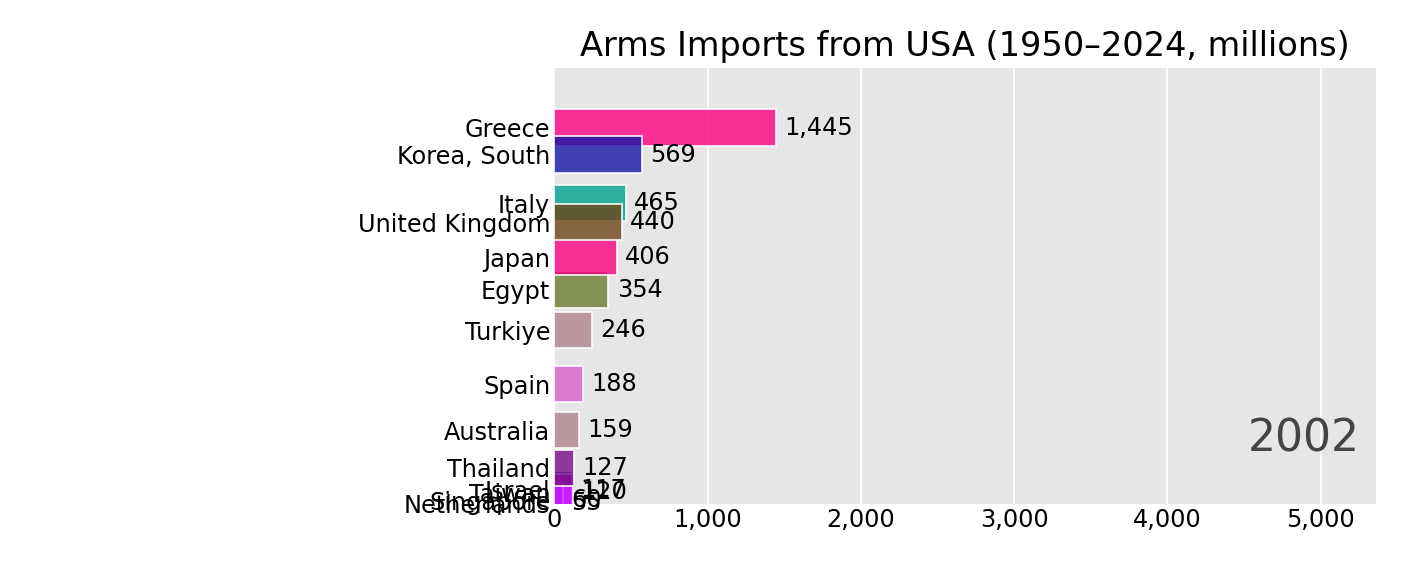 Arms Imports from USA (1950–2024, millions)
Greece 1,445
Korea, South 569
Italy 465
United Kingdom 440
Japan 406
Egypt 354
Turkiye 246
Spain 188
Australia 159
2002
Thailand 127
Israel
Taiwan
Singapore
Netherlands
0 1,000 2,000 3,000 4,000 5,000